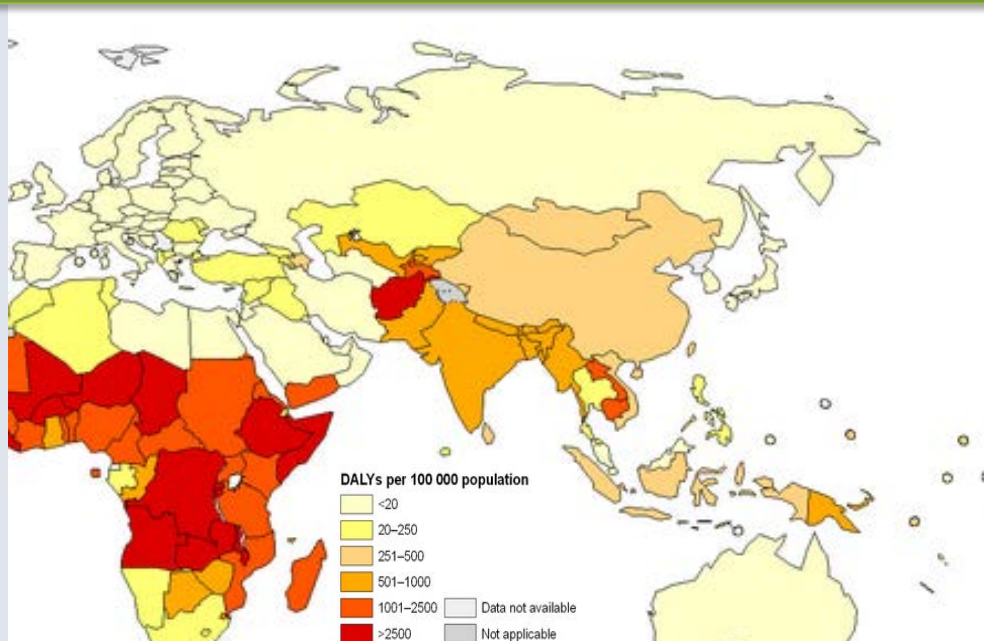 DALYs per 100 000 population
<20
20–250
251–500
501–1000
1001–2500
Data not available
>2500
Not applicable